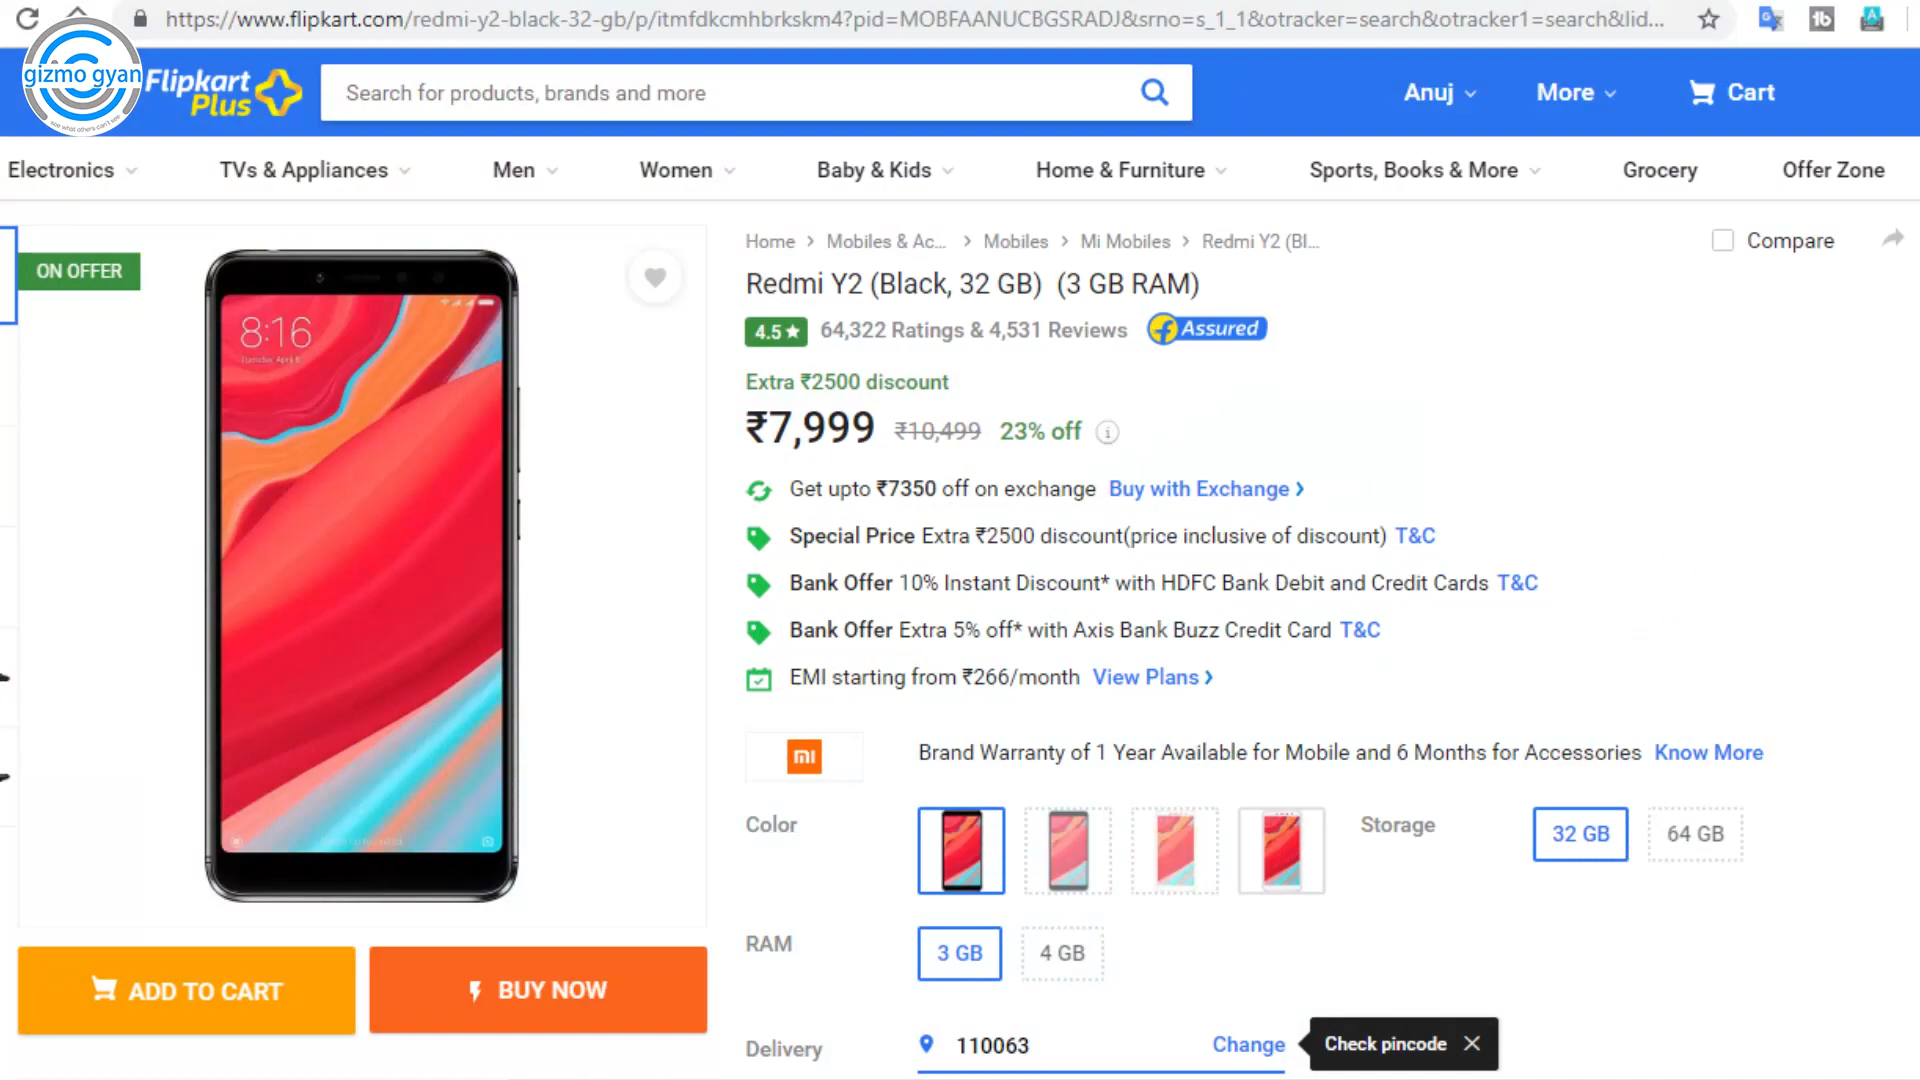 https://www.flipkart.com/redmi-y2-black-32-gb/p/itmfdkcmhbrkskm4?pid=MOBFAANUCBGSRADJ&srno=s_1_1&otracker=search&otracker1=search&lid...
gizmo gyan
see what others can't see
Flipkart
Plus
Search for products, brands and more
Anuj
More
Cart
Electronics
TVs & Appliances
Men
Women
Baby & Kids
Home & Furniture
Sports, Books & More
Grocery
Offer Zone
ON OFFER
8:16
Tuesday, April 8
Home > Mobiles & Ac... > Mobiles > Mi Mobiles > Redmi Y2 (Bl...
Compare
Redmi Y2 (Black, 32 GB) (3 GB RAM)
4.5★ 64,322 Ratings & 4,531 Reviews Assured
Extra ₹2500 discount
₹7,999 ₹10,499 23% off
Get upto ₹7350 off on exchange Buy with Exchange >
Special Price Extra ₹2500 discount(price inclusive of discount) T&C
Bank Offer 10% Instant Discount* with HDFC Bank Debit and Credit Cards T&C
Bank Offer Extra 5% off* with Axis Bank Buzz Credit Card T&C
EMI starting from ₹266/month View Plans >
mi
Brand Warranty of 1 Year Available for Mobile and 6 Months for Accessories Know More
Color
Storage
32 GB
64 GB
RAM
3 GB
4 GB
ADD TO CART
BUY NOW
Delivery
110063
Change
Check pincode